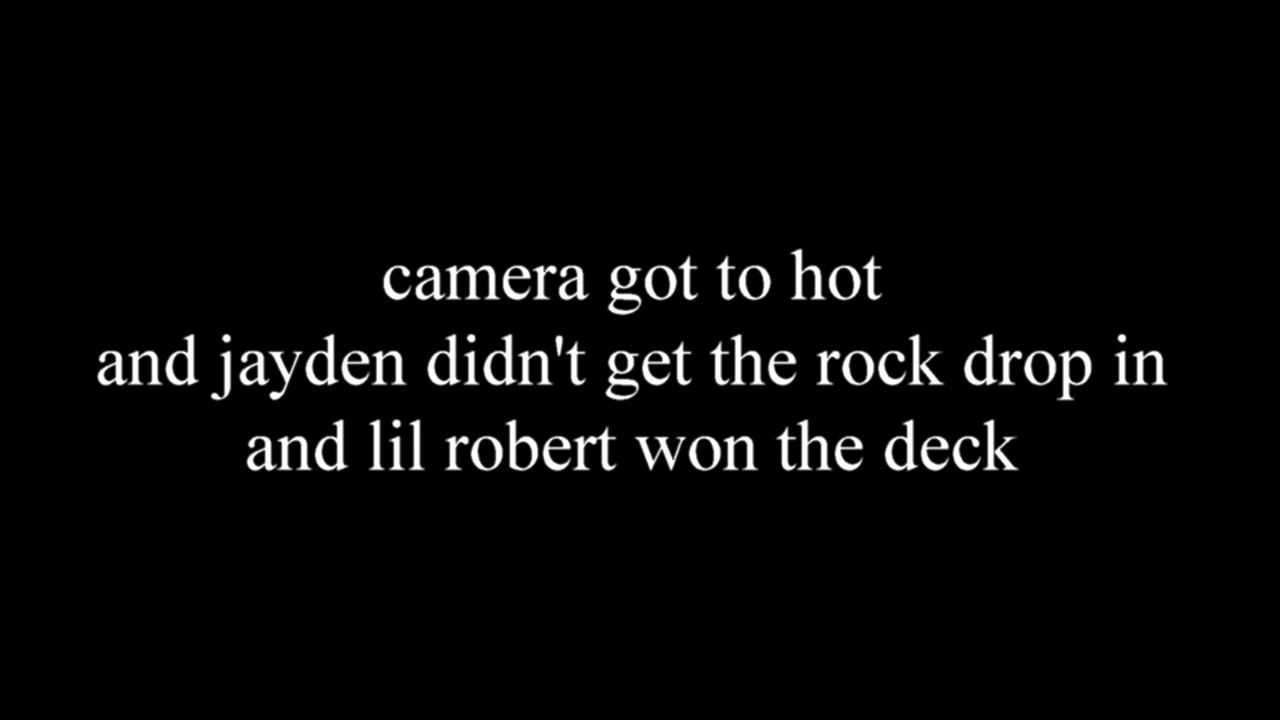 camera got to hot
and jayden didn't get the rock drop in
and lil robert won the deck